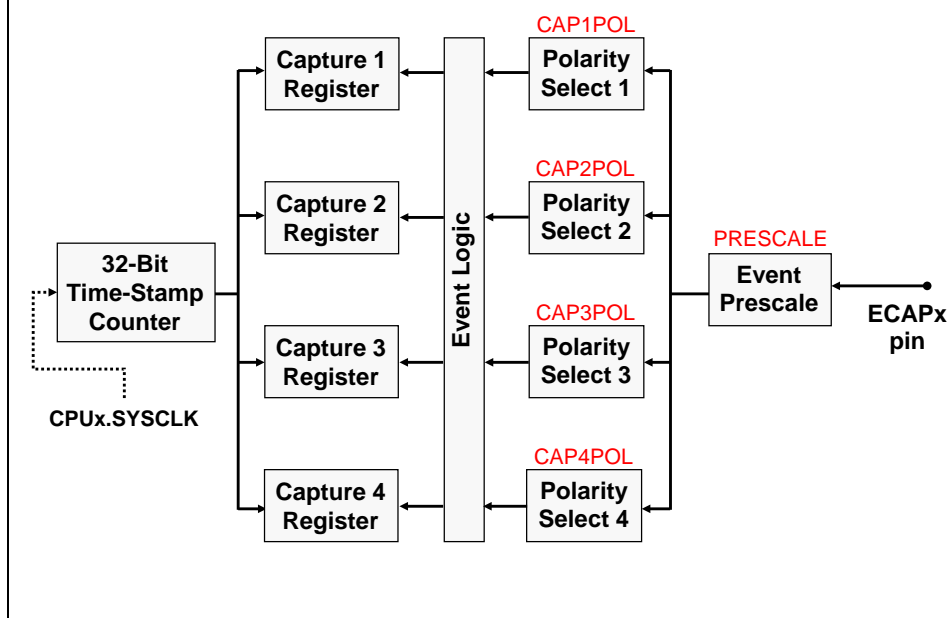 CAP1POL
Capture 1
Register
Polarity
Select 1
CAP2POL
Capture 2
Register
Polarity
Select 2
PRESCALE
32-Bit
Time-Stamp
Counter
Event Logic
Event
Prescale
ECAPx
pin
CAP3POL
Capture 3
Register
Polarity
Select 3
CPUx.SYSCLK
CAP4POL
Capture 4
Register
Polarity
Select 4